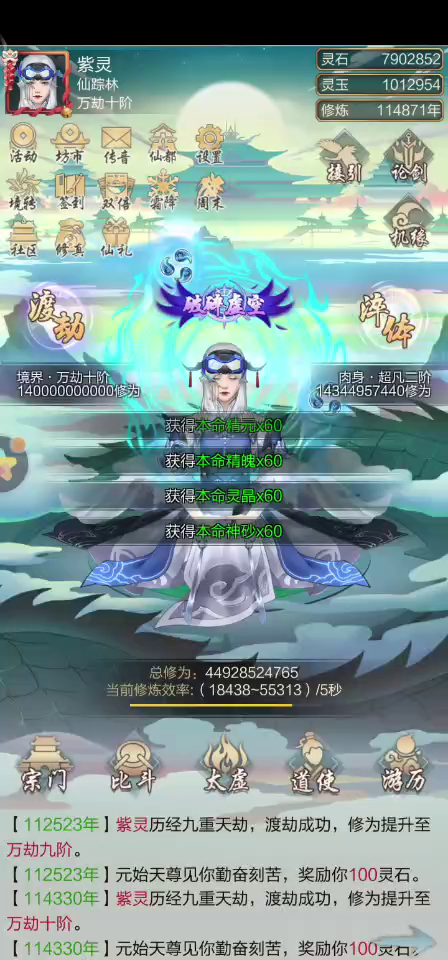 紫灵
仙踪林
万劫十阶
灵石 7902852
灵玉 1012954
修炼 114871年
活动 坊市 传音 仙都 设置
境转 签到 双倍 霜降 周末
社区 修真 仙礼
接引 论剑
机缘
渡劫
破碎虚空
淬体
境界·万劫十阶
140000000000修为
肉身·超凡二阶
14344957440修为
获得本命精元x60
获得本命精魄x60
获得本命灵晶x60
获得本命神砂x60
总修为：44928524765
当前修炼效率:（18438~55313）/5秒
宗门 比斗 太虚 道使 游历
【112523年】紫灵历经九重天劫，渡劫成功，修为提升至
万劫九阶。
【112523年】元始天尊见你勤奋刻苦，奖励你100灵石。
【114330年】紫灵历经九重天劫，渡劫成功，修为提升至
万劫十阶。
【114330年】元始天尊见你勤奋刻苦，奖励你100灵石。